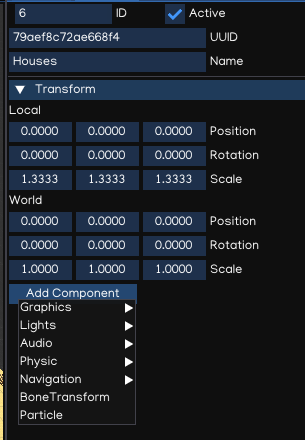 6 ID Active
79aef8c72ae668f4 UUID
Houses Name
Transform
Local
0.0000 0.0000 0.0000 Position
0.0000 0.0000 0.0000 Rotation
1.3333 1.3333 1.3333 Scale
World
0.0000 0.0000 0.0000 Position
0.0000 0.0000 0.0000 Rotation
1.0000 1.0000 1.0000 Scale
Add Component
Graphics
Lights
Audio
Physic
Navigation
BoneTransform
Particle